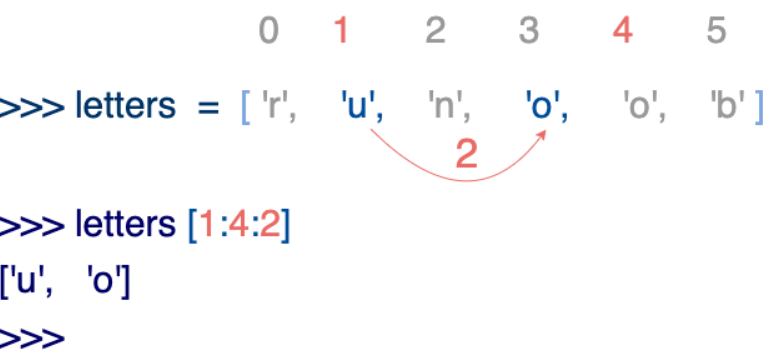 0 1 2 3 4 5
>>> letters = [ 'r', 'u', 'n', 'o', 'o', 'b' ]
2
>>> letters [1:4:2]
['u', 'o']
>>>